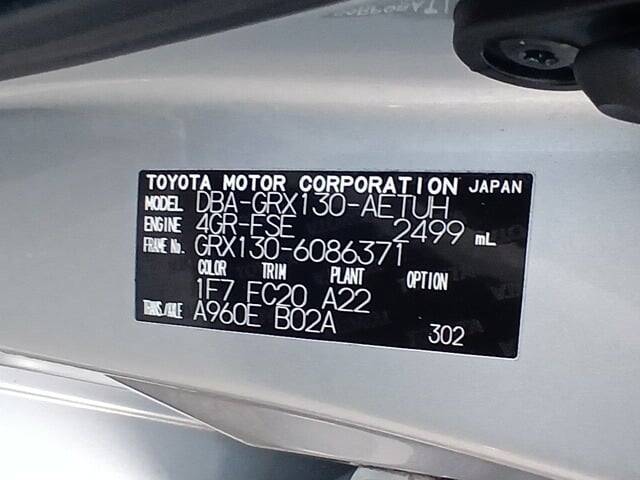 TOYOTA MOTOR CORPORATION JAPAN
MODEL DBA-GRX130-AETUH
ENGINE 4GR-FSE 2499 mL
FRAME No. GRX130-6086371
COLOR TRIM PLANT OPTION
1F7 FC20 A22
TRANS./AXLE A960E B02A
302